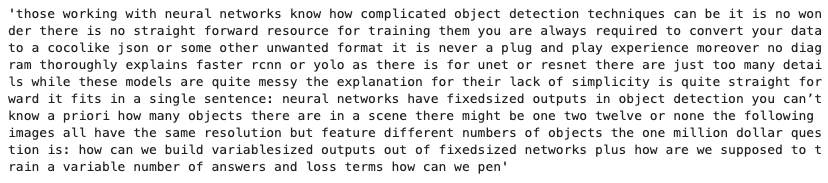 'those working with neural networks know how complicated object detection techniques can be it is no won
der there is no straight forward resource for training them you are always required to convert your data
to a cocolike json or some other unwanted format it is never a plug and play experience moreover no diag
ram thoroughly explains faster rcnn or yolo as there is for unet or resnet there are just too many detai
ls while these models are quite messy the explanation for their lack of simplicity is quite straight for
ward it fits in a single sentence: neural networks have fixedsized outputs in object detection you can’t
know a priori how many objects there are in a scene there might be one two twelve or none the following
images all have the same resolution but feature different numbers of objects the one million dollar ques
tion is: how can we build variablesized outputs out of fixedsized networks plus how are we supposed to t
rain a variable number of answers and loss terms how can we pen'